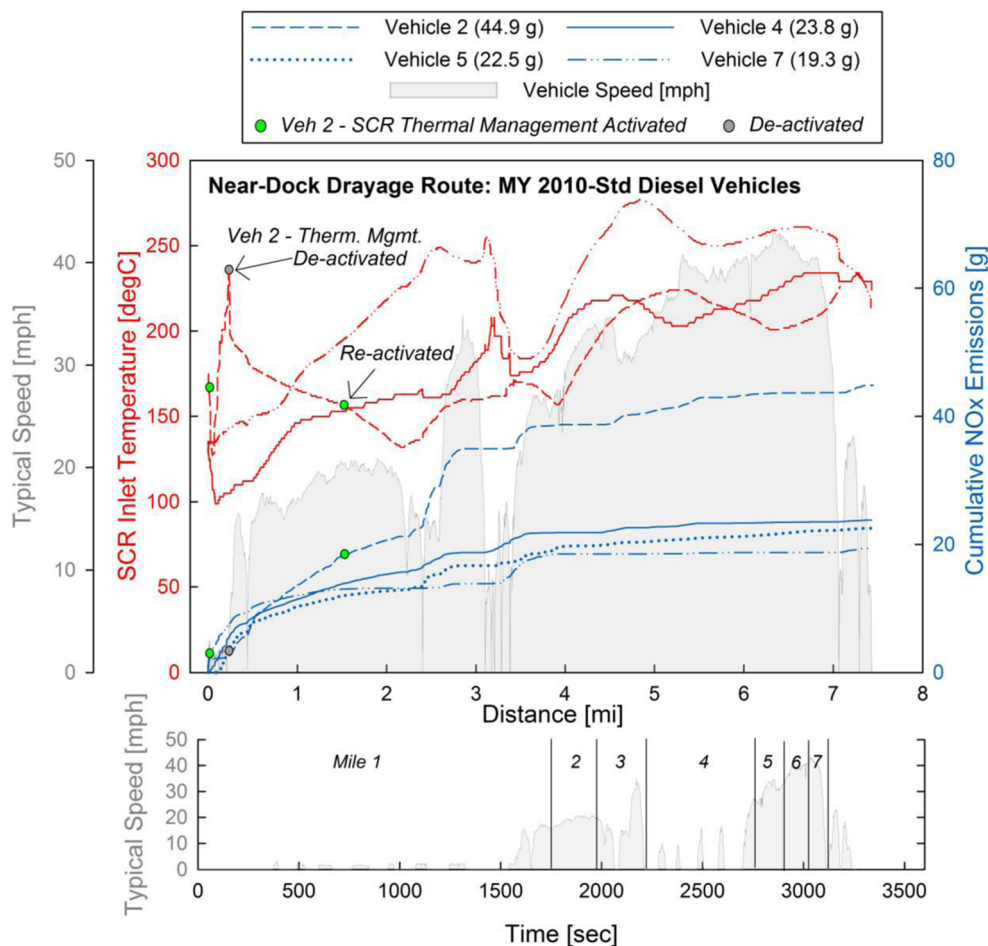 Vehicle 2 (44.9 g) Vehicle 4 (23.8 g)
Vehicle 5 (22.5 g) Vehicle 7 (19.3 g)
Vehicle Speed [mph]
Veh 2 - SCR Thermal Management Activated De-activated
50 300 80
Near-Dock Drayage Route: MY 2010-Std Diesel Vehicles
Veh 2 - Therm. Mgmt.
De-activated
250
40
60
200
Re-activated
30
150
40
20
100
20
10
50
0 0 0
Typical Speed [mph]
SCR Inlet Temperature [degC]
Cumulative NOx Emissions [g]
0 1 2 3 4 5 6 7 8
Distance [mi]
Typical Speed [mph]
50
40
30
20
10
0
Mile 1 2 3 4 5 6 7
0 500 1000 1500 2000 2500 3000 3500
Time [sec]